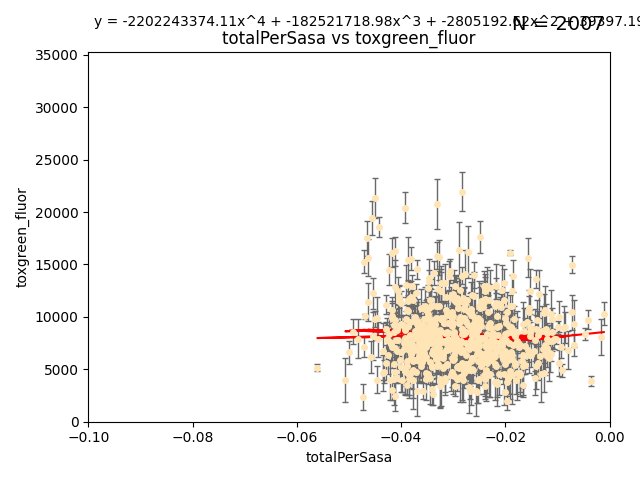 y = -2202243374.11x^4 + -182521718.98x^3 + -2805192.
N = 2007
totalPerSasa vs toxgreen_fluor
35000
30000
25000
20000
15000
10000
5000
0
toxgreen_fluor
−0.10
−0.08
−0.06
−0.04
−0.02
0.00
totalPerSasa